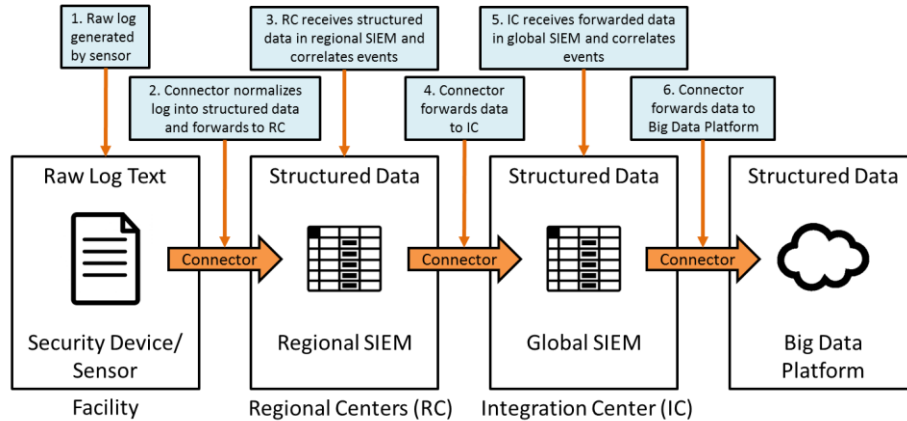 1. Raw log
generated
by sensor
3. RC receives structured
data in regional SIEM and
correlates events
5. IC receives forwarded data
in global SIEM and correlates
events
2. Connector normalizes
log into structured data
and forwards to RC
4. Connector
forwards data
to IC
6. Connector
forwards data to
Big Data Platform
Raw Log Text
Structured Data
Structured Data
Structured Data
Connector
Connector
Connector
Security Device/
Sensor
Regional SIEM
Global SIEM
Big Data
Platform
Facility
Regional Centers (RC)
Integration Center (IC)